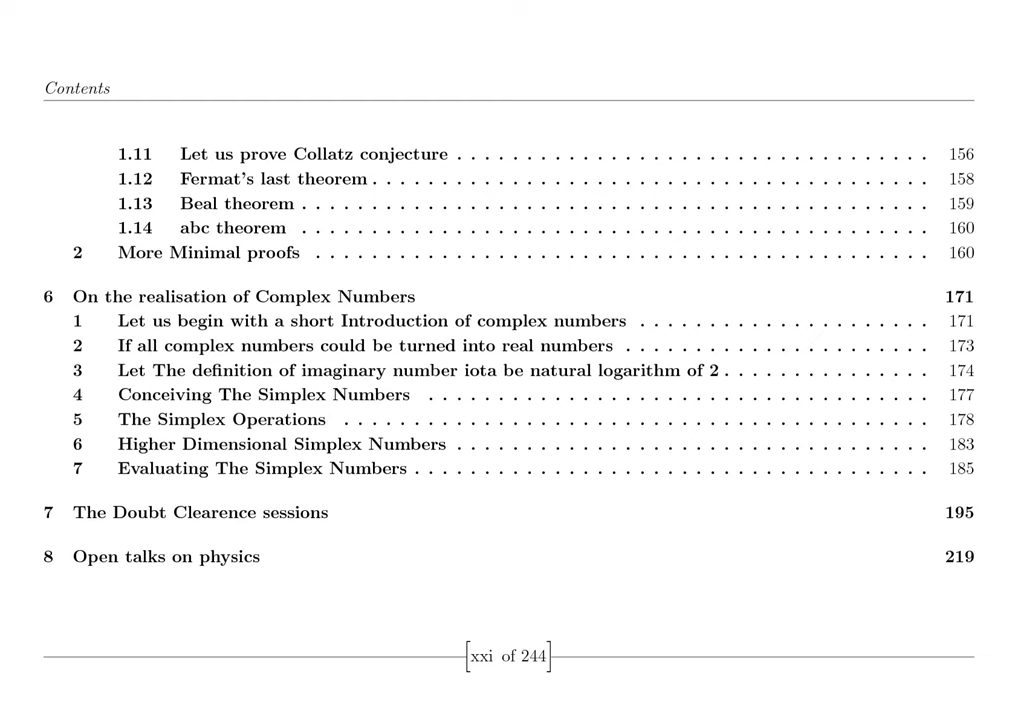 Contents
1.11 Let us prove Collatz conjecture . . . . . . . . . . . . . . . . . . . . . . . . . . . . . . . . . . 156
1.12 Fermat's last theorem . . . . . . . . . . . . . . . . . . . . . . . . . . . . . . . . . . . . . . . . 158
1.13 Beal theorem . . . . . . . . . . . . . . . . . . . . . . . . . . . . . . . . . . . . . . . . . . . . . 159
1.14 abc theorem . . . . . . . . . . . . . . . . . . . . . . . . . . . . . . . . . . . . . . . . . . . . . 160
2 More Minimal proofs . . . . . . . . . . . . . . . . . . . . . . . . . . . . . . . . . . . . . . . . . . . . 160
6 On the realisation of Complex Numbers 171
1 Let us begin with a short Introduction of complex numbers . . . . . . . . . . . . . . . . . . . . . 171
2 If all complex numbers could be turned into real numbers . . . . . . . . . . . . . . . . . . . . . . 173
3 Let The definition of imaginary number iota be natural logarithm of 2 . . . . . . . . . . . . . . . 174
4 Conceiving The Simplex Numbers . . . . . . . . . . . . . . . . . . . . . . . . . . . . . . . . . . . . 177
5 The Simplex Operations . . . . . . . . . . . . . . . . . . . . . . . . . . . . . . . . . . . . . . . . . . 178
6 Higher Dimensional Simplex Numbers . . . . . . . . . . . . . . . . . . . . . . . . . . . . . . . . . . 183
7 Evaluating The Simplex Numbers . . . . . . . . . . . . . . . . . . . . . . . . . . . . . . . . . . . . . 185
7 The Doubt Clearence sessions 195
8 Open talks on physics 219
[xxi of 244]